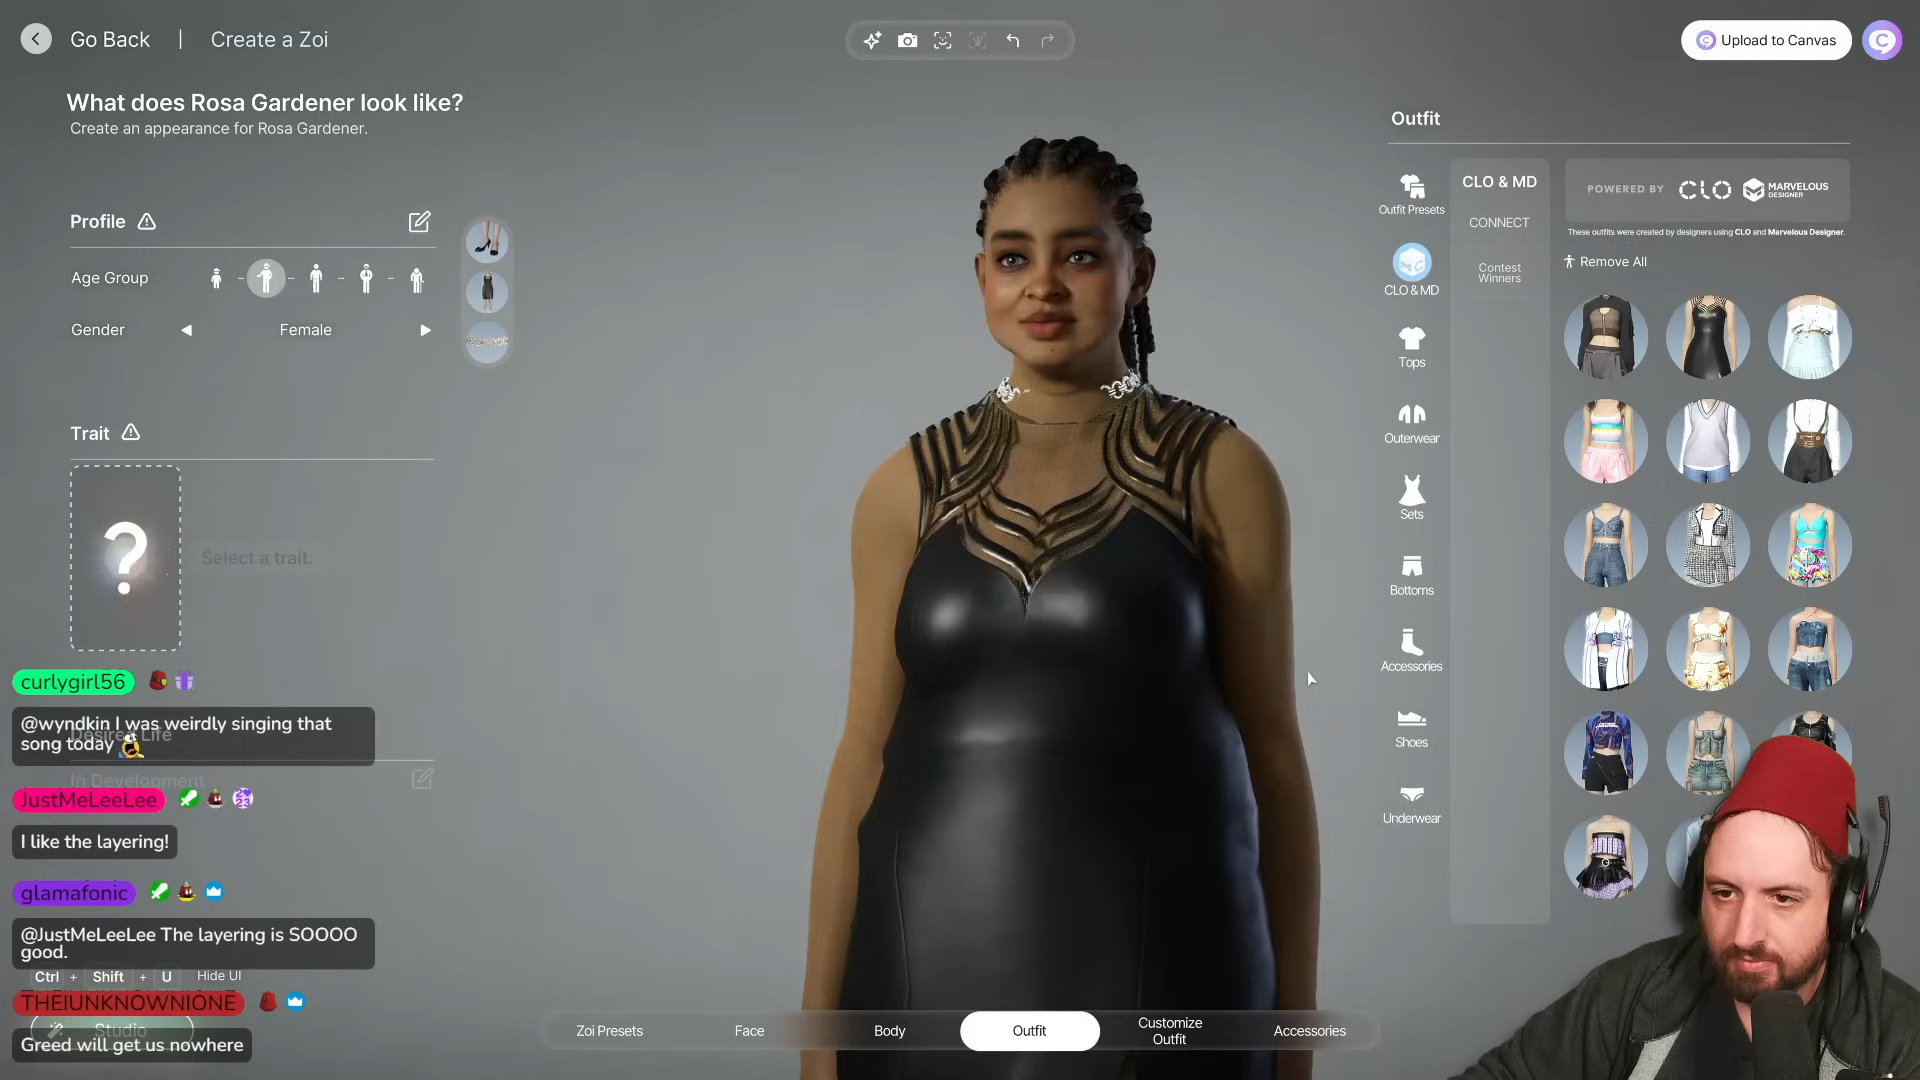 Go Back | Create a Zoi
Upload to Canvas
What does Rosa Gardener look like?
Create an appearance for Rosa Gardener.
Profile
Age Group
Gender
Female
Trait
?
Select a trait.
curlygirl56
@wyndkin I was weirdly singing that
song today
Desired Life
In Development
JustMeLeeLee
I like the layering!
glamafonic
@JustMeLeeLee The layering is SOOOO
good.
Ctrl + Shift + U Hide UI
THEIUNKNOWNIONE
Studio
Greed will get us nowhere
Outfit
Outfit Presets
CLO & MD
Tops
Outerwear
Sets
Bottoms
Accessories
Shoes
Underwear
CLO & MD
CONNECT
Contest
Winners
POWERED BY CLO MARVELOUS
DESIGNER
These outfits were created by designers using CLO and Marvelous Designer.
Remove All
Zoi Presets
Face
Body
Outfit
Customize
Outfit
Accessories